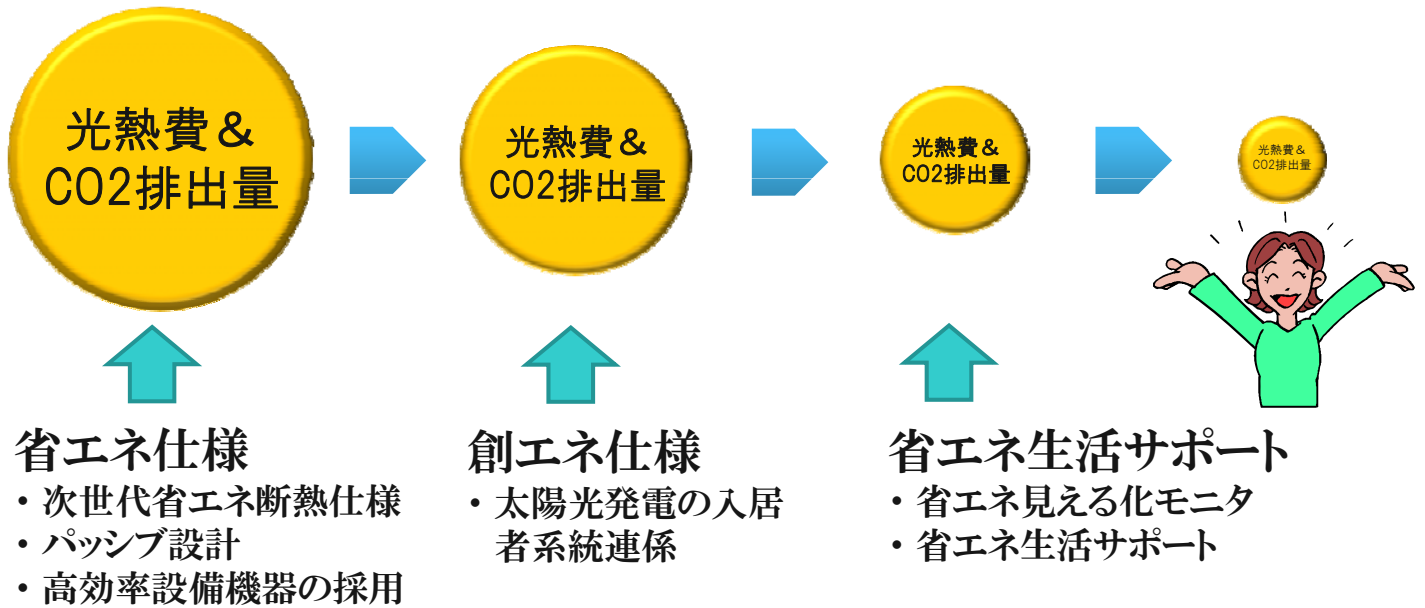 光熱費&
CO2排出量
光熱費&
CO2排出量
光熱費&
CO2排出量
光熱費&
CO2排出量
省エネ仕様
・次世代省エネ断熱仕様
・パッシブ設計
・高効率設備機器の採用
創エネ仕様
・太陽光発電の入居
者系統連係
省エネ生活サポート
・省エネ見える化モニタ
・省エネ生活サポート